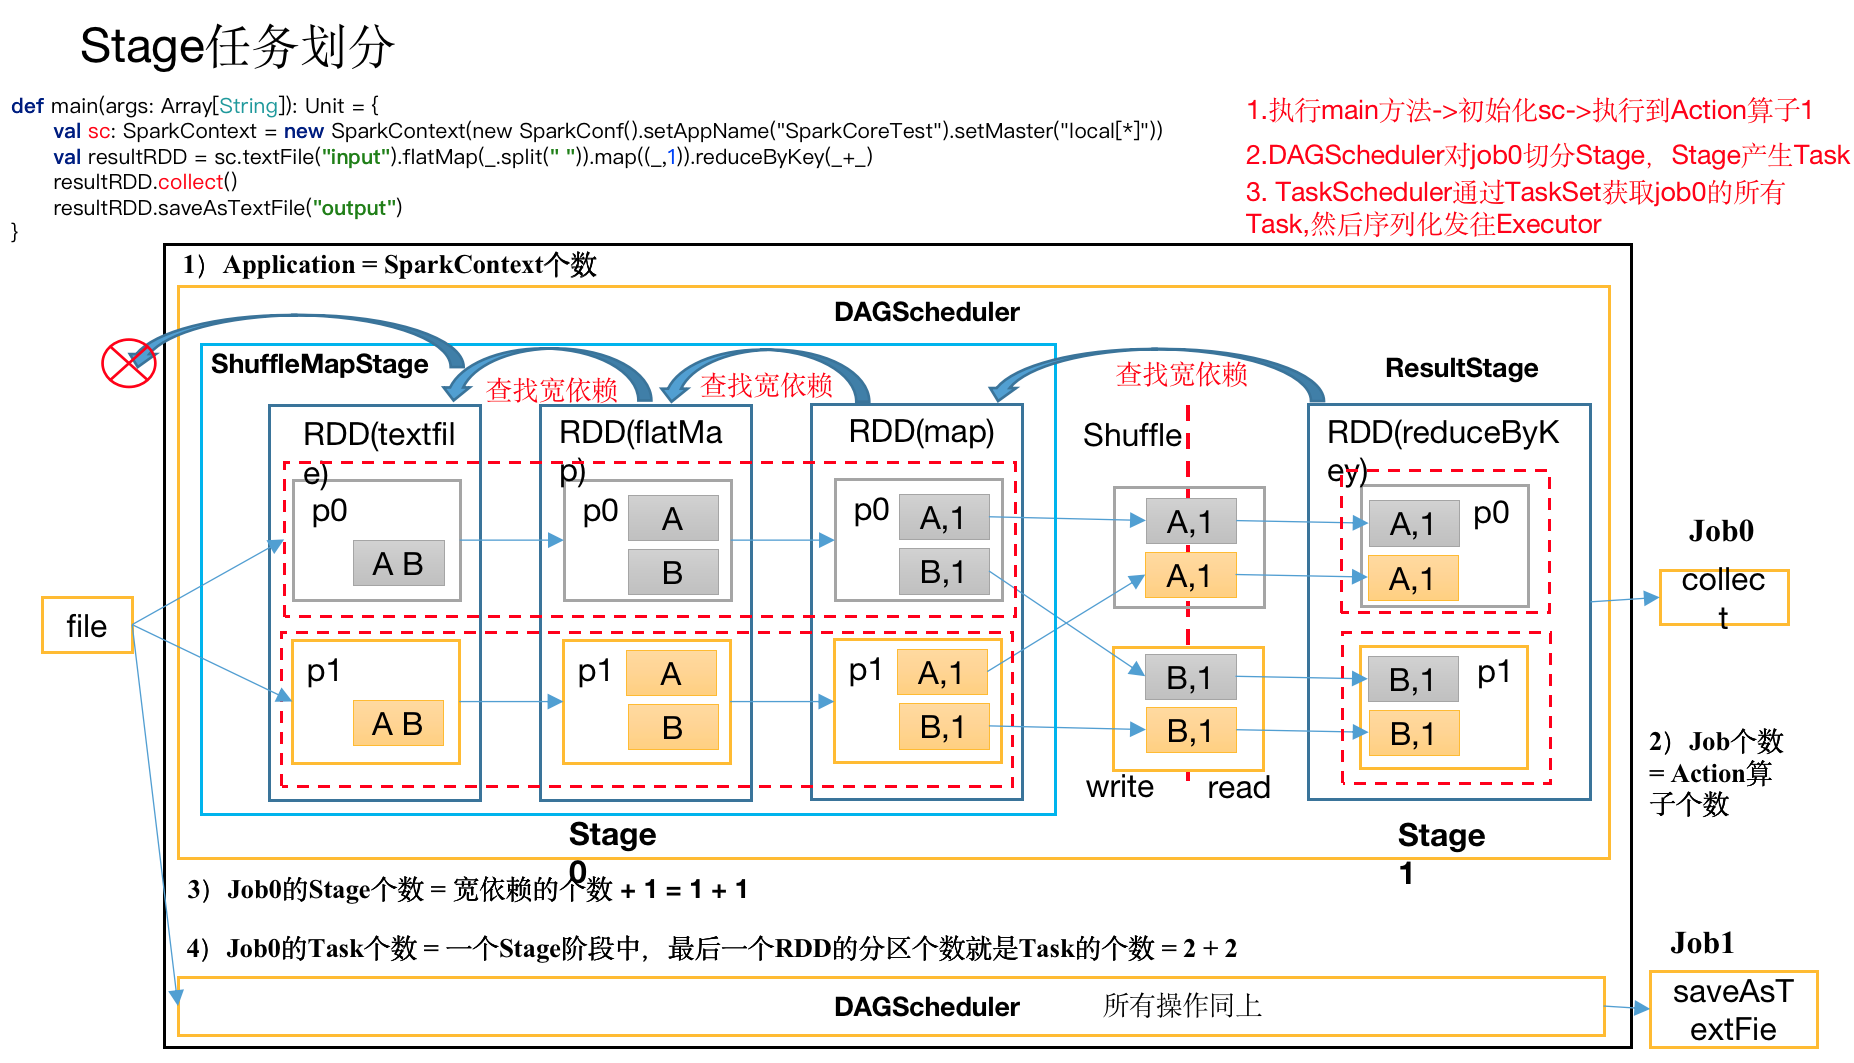 Stage任务划分
def main(args: Array[String]): Unit = {
val sc: SparkContext = new SparkContext(new SparkConf().setAppName("SparkCoreTest").setMaster("local[*]"))
val resultRDD = sc.textFile("input").flatMap(_.split(" ")).map((_,1)).reduceByKey(_+_)
resultRDD.collect()
resultRDD.saveAsTextFile("output")
}
1.执行main方法->初始化sc->执行到Action算子1
2.DAGScheduler对job0切分Stage，Stage产生Task
3. TaskScheduler通过TaskSet获取job0的所有
Task,然后序列化发往Executor
1）Application = SparkContext个数
DAGScheduler
ShuffleMapStage
ResultStage
查找宽依赖
查找宽依赖
查找宽依赖
RDD(textfil
e)
RDD(flatMa
p)
RDD(map)
Shuffle
RDD(reduceByK
ey)
file
p0
A B
p0
A
B
p0
A,1
B,1
A,1
A,1
A,1
A,1
p0
p1
A B
p1
A
B
p1
A,1
B,1
B,1
B,1
B,1
B,1
p1
write
read
Job0
collec
t
2）Job个数
= Action算
子个数
Stage
0
Stage
1
3）Job0的Stage个数 = 宽依赖的个数 + 1 = 1 + 1
4）Job0的Task个数 = 一个Stage阶段中，最后一个RDD的分区个数就是Task的个数 = 2 + 2
DAGScheduler
所有操作同上
Job1
saveAsT
extFie